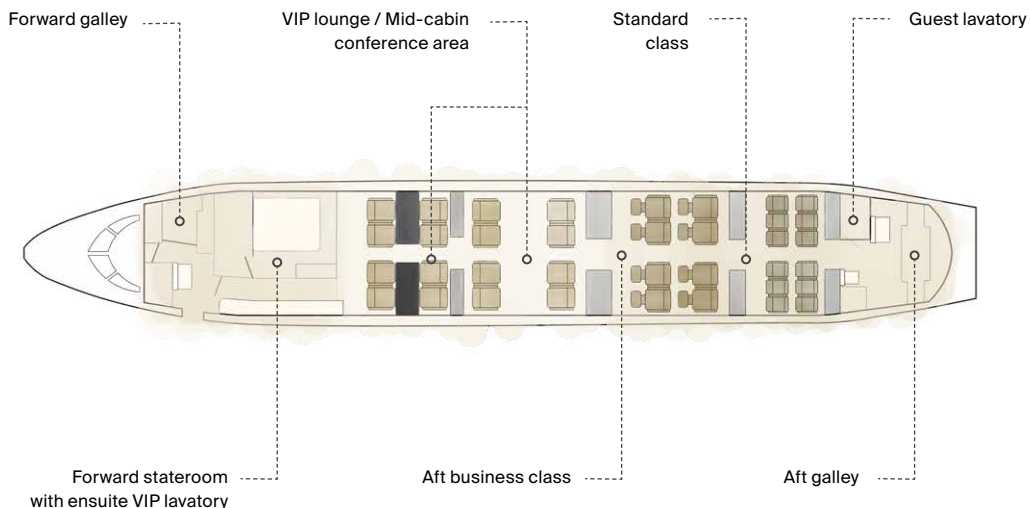 Forward galley
VIP lounge / Mid-cabin
conference area
Standard
class
Guest lavatory
Forward stateroom
with ensuite VIP lavatory
Aft business class
Aft galley